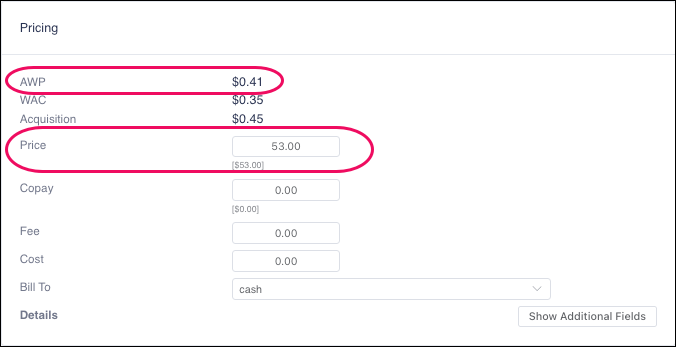 Pricing
AWP $0.41
WAC $0.35
Acquisition $0.45
Price 53.00
[$53.00]
Copay 0.00
[$0.00]
Fee 0.00
Cost 0.00
Bill To cash
Details Show Additional Fields